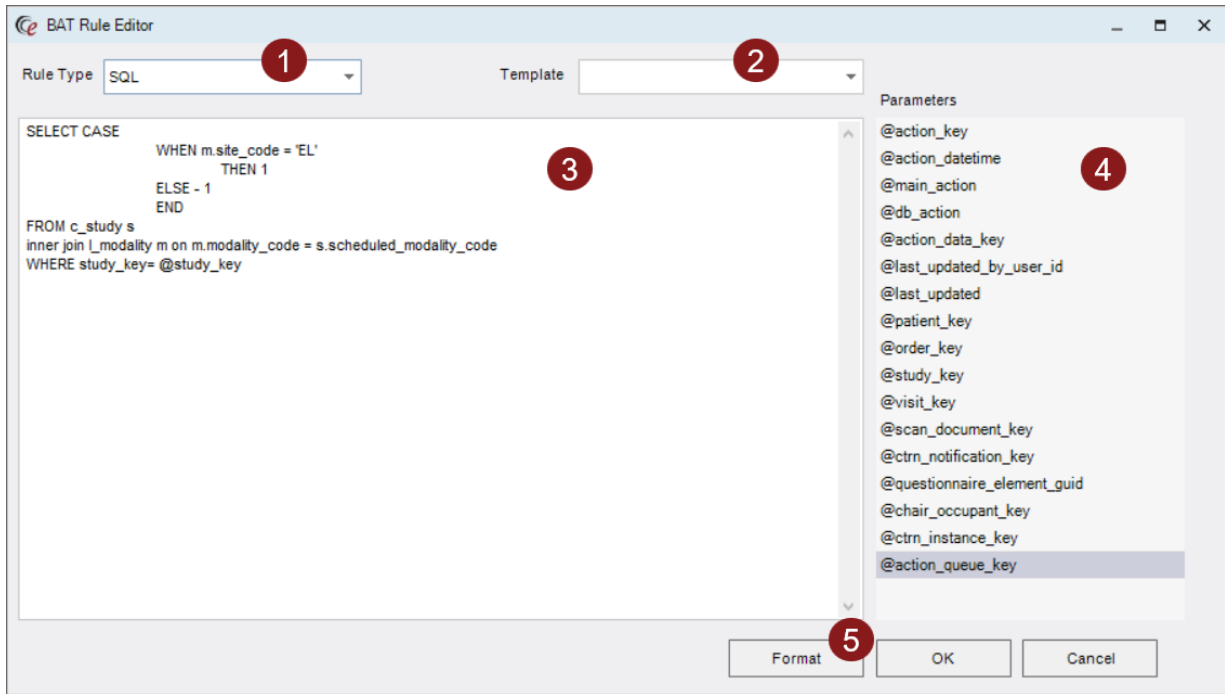 BAT Rule Editor
Rule Type SQL 1 Template 2
Parameters
SELECT CASE
WHEN m.site_code = 'EL'
THEN 1
ELSE - 1
END
FROM c_study s
inner join l_modality m on m.modality_code = s.scheduled_modality_code
WHERE study_key= @study_key
3
@action_key
@action_datetime
@main_action
@db_action
@action_data_key
@last_updated_by_user_id
@last_updated
@patient_key
@order_key
@study_key
@visit_key
@scan_document_key
@ctrn_notification_key
@questionnaire_element_guid
@chair_occupant_key
@ctrn_instance_key
@action_queue_key
4
Format 5 OK Cancel